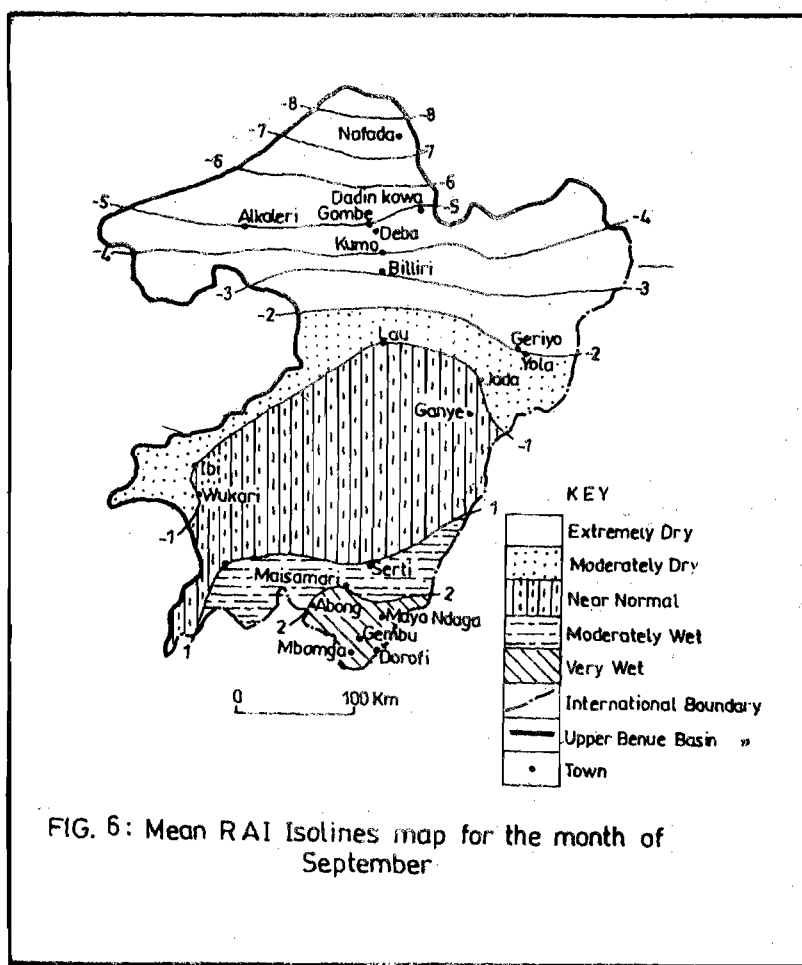 -8
-8
-7
Nafada
-7
-6
-6
-5
Dadin kowa
-5
Alkaleri
Gombe
-4
Deba
-4
Kumo
Billiri
-3
-3
-2
Lau
Geriyo
-2
Yola
Jada
Ganye
-1
Ibi
Wukari
-1
1
Serti
Maisamari
2
Abong
2
Mayo Ndaga
Gembu
Mbamga
Dorofi
1
0 100 Km
KEY
Extremely Dry
Moderately Dry
Near Normal
Moderately Wet
Very Wet
International Boundary
Upper Benue Basin "
Town
FIG. 6: Mean RAI Isolines map for the month of
September